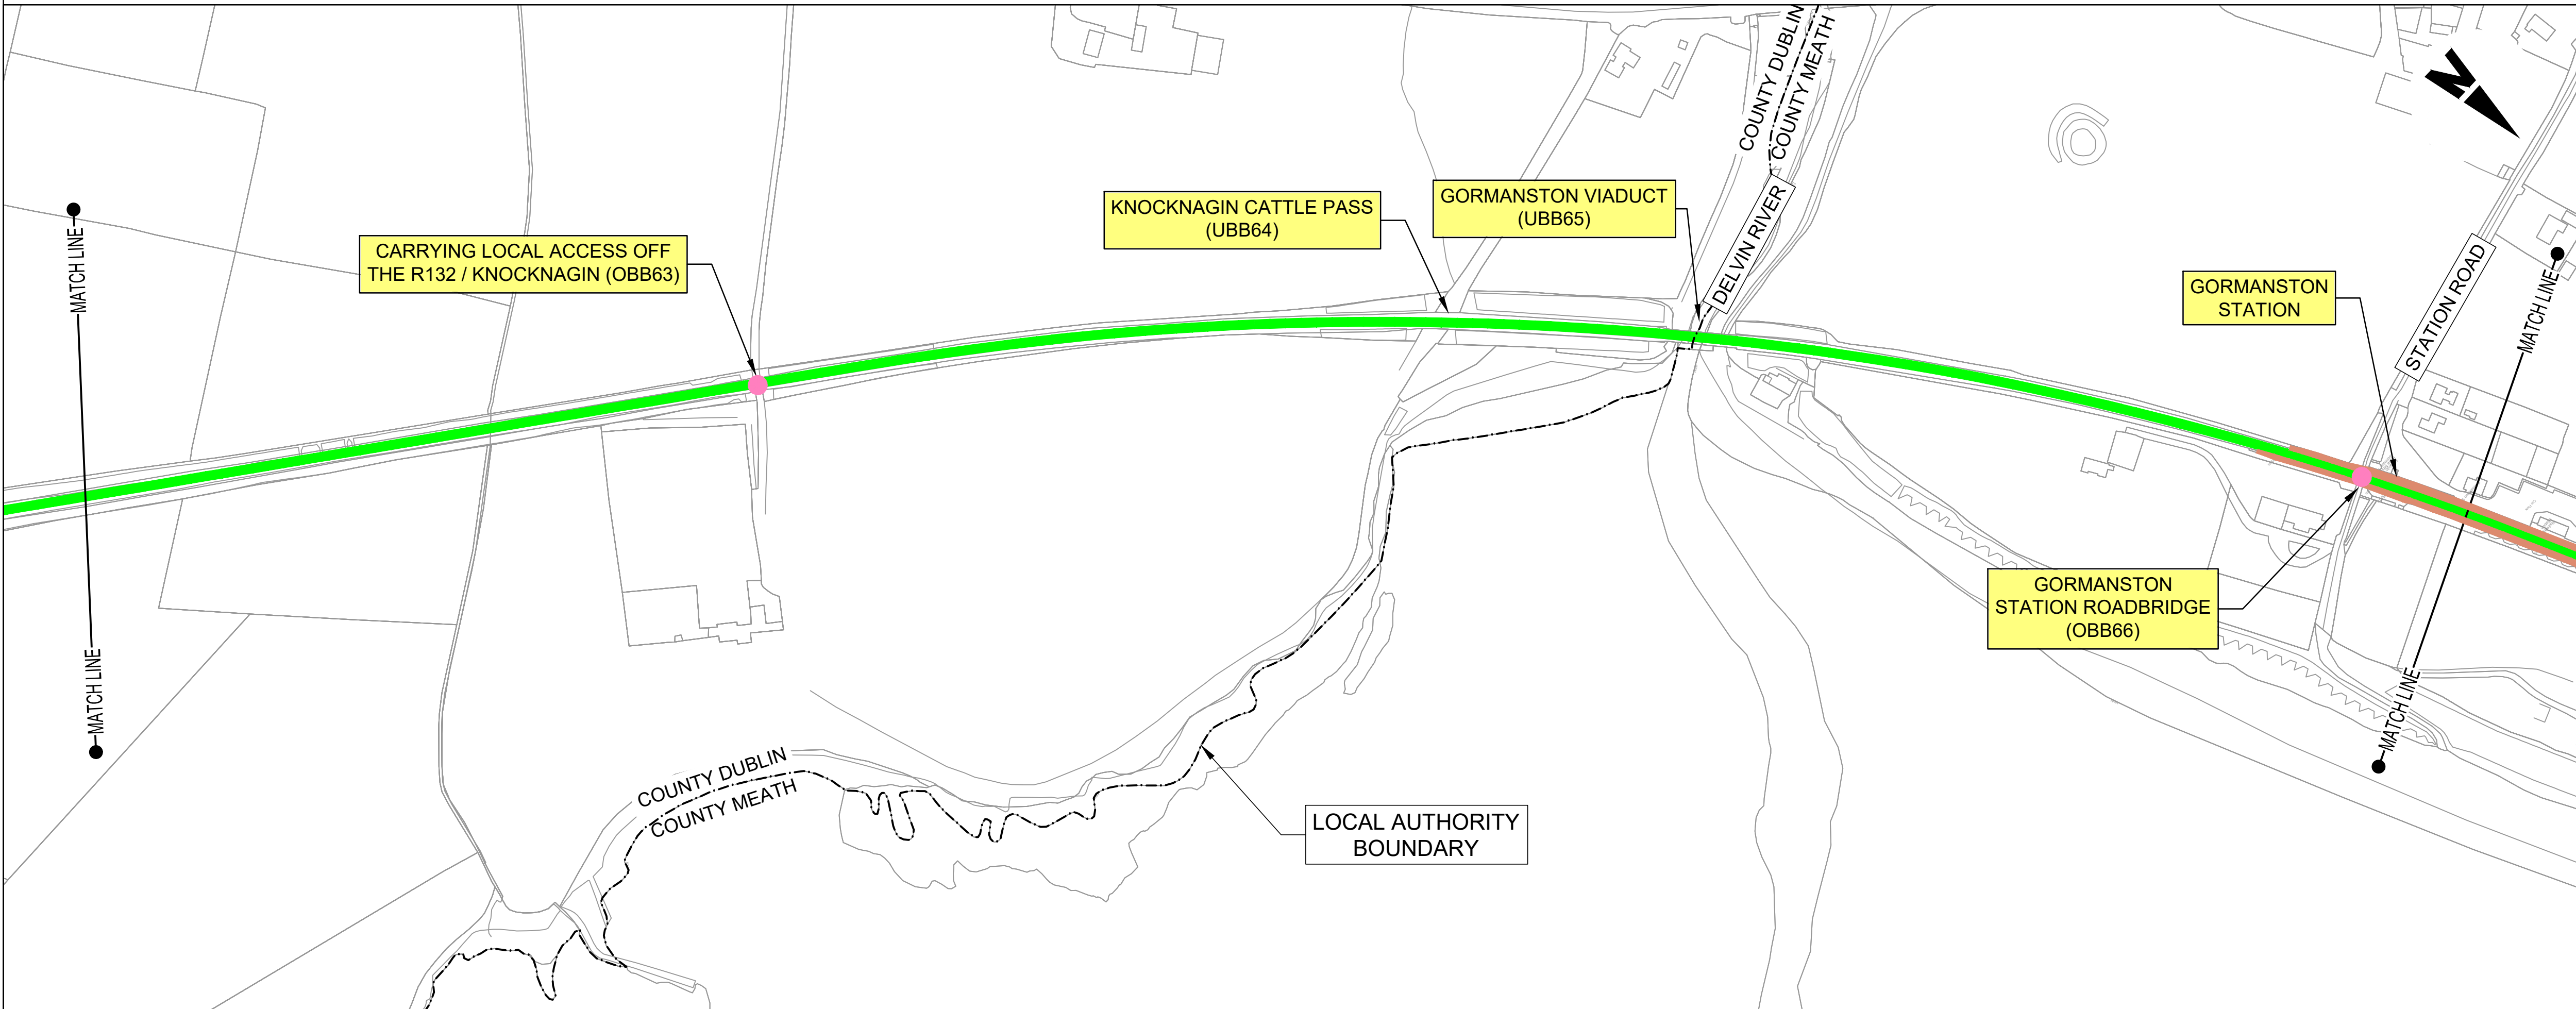 COUNTY DUBLIN
COUNTY MEATH
N
MATCH LINE
CARRYING LOCAL ACCESS OFF
THE R132 / KNOCKNAGIN (OBB63)
KNOCKNAGIN CATTLE PASS
(UBB64)
GORMANSTON VIADUCT
(UBB65)
DELVIN RIVER
GORMANSTON
STATION
STATION ROAD
MATCH LINE
GORMANSTON
STATION ROADBRIDGE
(OBB66)
MATCH LINE
MATCH LINE
COUNTY DUBLIN
COUNTY MEATH
LOCAL AUTHORITY
BOUNDARY